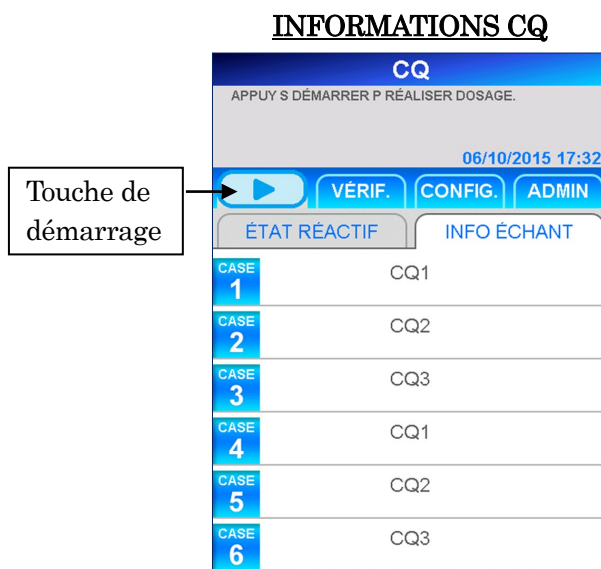 INFORMATIONS CQ
CQ
APPUY S DÉMARRER P RÉALISER DOSAGE.
06/10/2015 17:32
Touche de
démarrage
VÉRIF. CONFIG. ADMIN
ÉTAT RÉACTIF INFO ÉCHANT
CASE
1 CQ1
CASE
2 CQ2
CASE
3 CQ3
CASE
4 CQ1
CASE
5 CQ2
CASE
6 CQ3